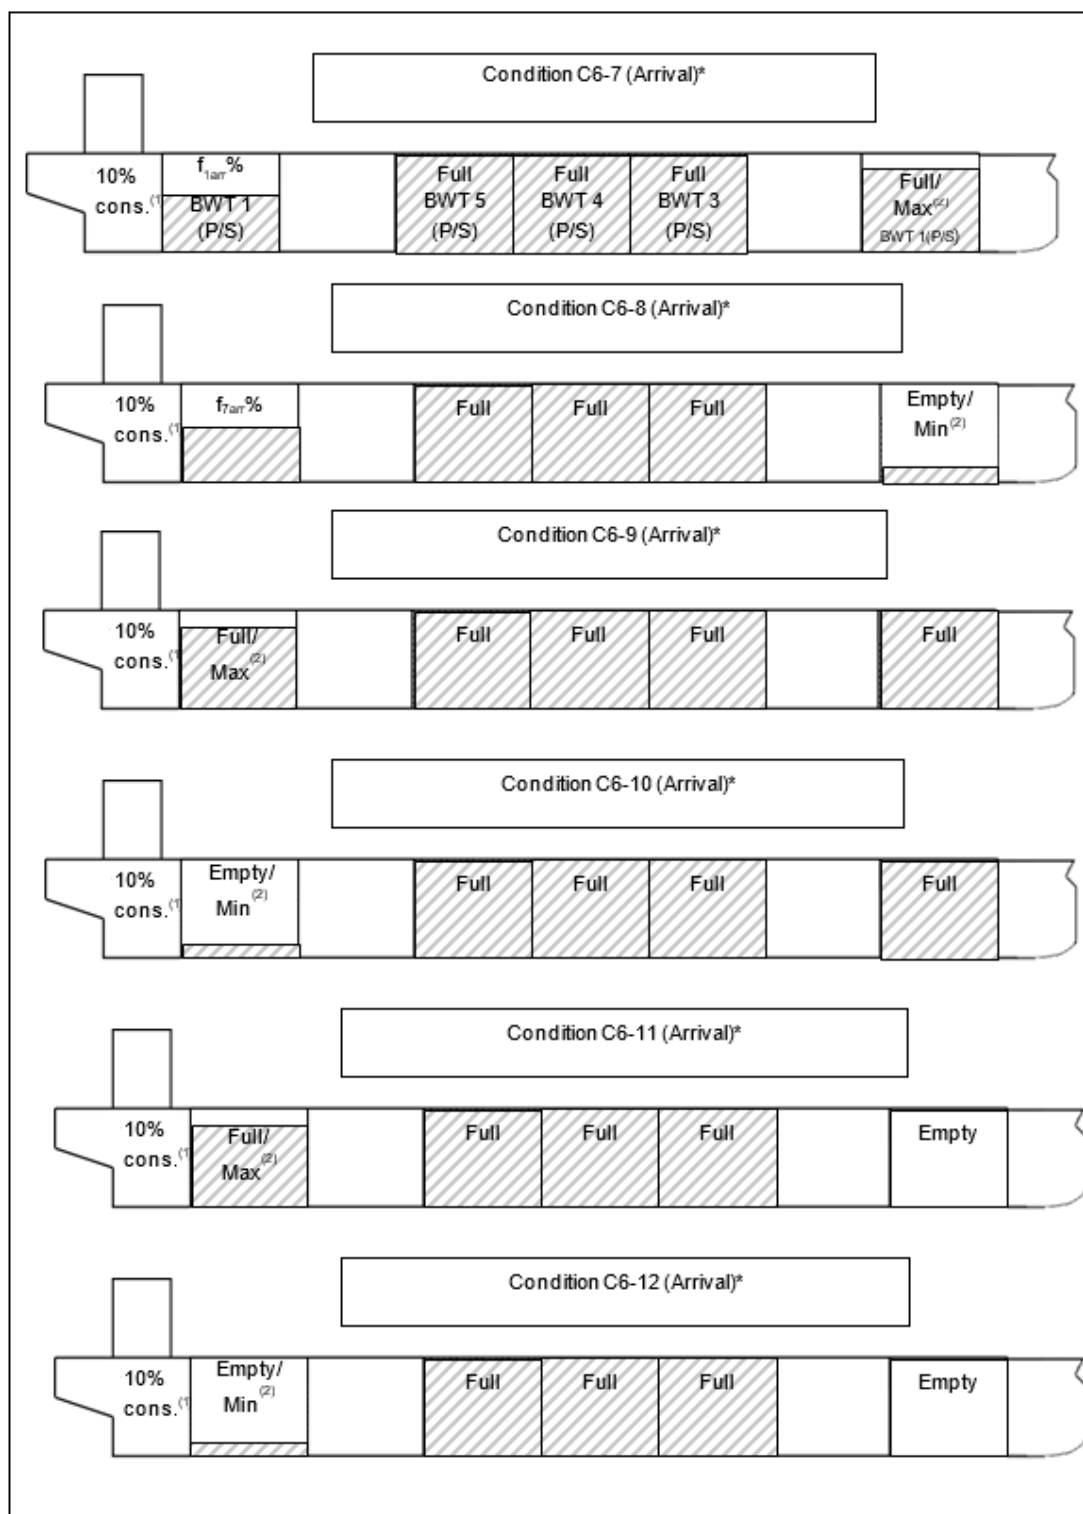 Condition C6-7 (Arrival)*
10%
cons.(1
f1arr%
BWT 1
(P/S)
Full
BWT 5
(P/S)
Full
BWT 4
(P/S)
Full
BWT 3
(P/S)
Full/
Max(2)
BWT 1(P/S)
Condition C6-8 (Arrival)*
10%
cons.(1
f7arr%
Full
Full
Full
Empty/
Min(2)
Condition C6-9 (Arrival)*
10%
cons.(1
Full/
Max(2)
Full
Full
Full
Full
Condition C6-10 (Arrival)*
10%
cons.(1
Empty/
Min(2)
Full
Full
Full
Full
Condition C6-11 (Arrival)*
10%
cons.(1
Full/
Max(2)
Full
Full
Full
Empty
Condition C6-12 (Arrival)*
10%
cons.(1
Empty/
Min(2)
Full
Full
Full
Empty